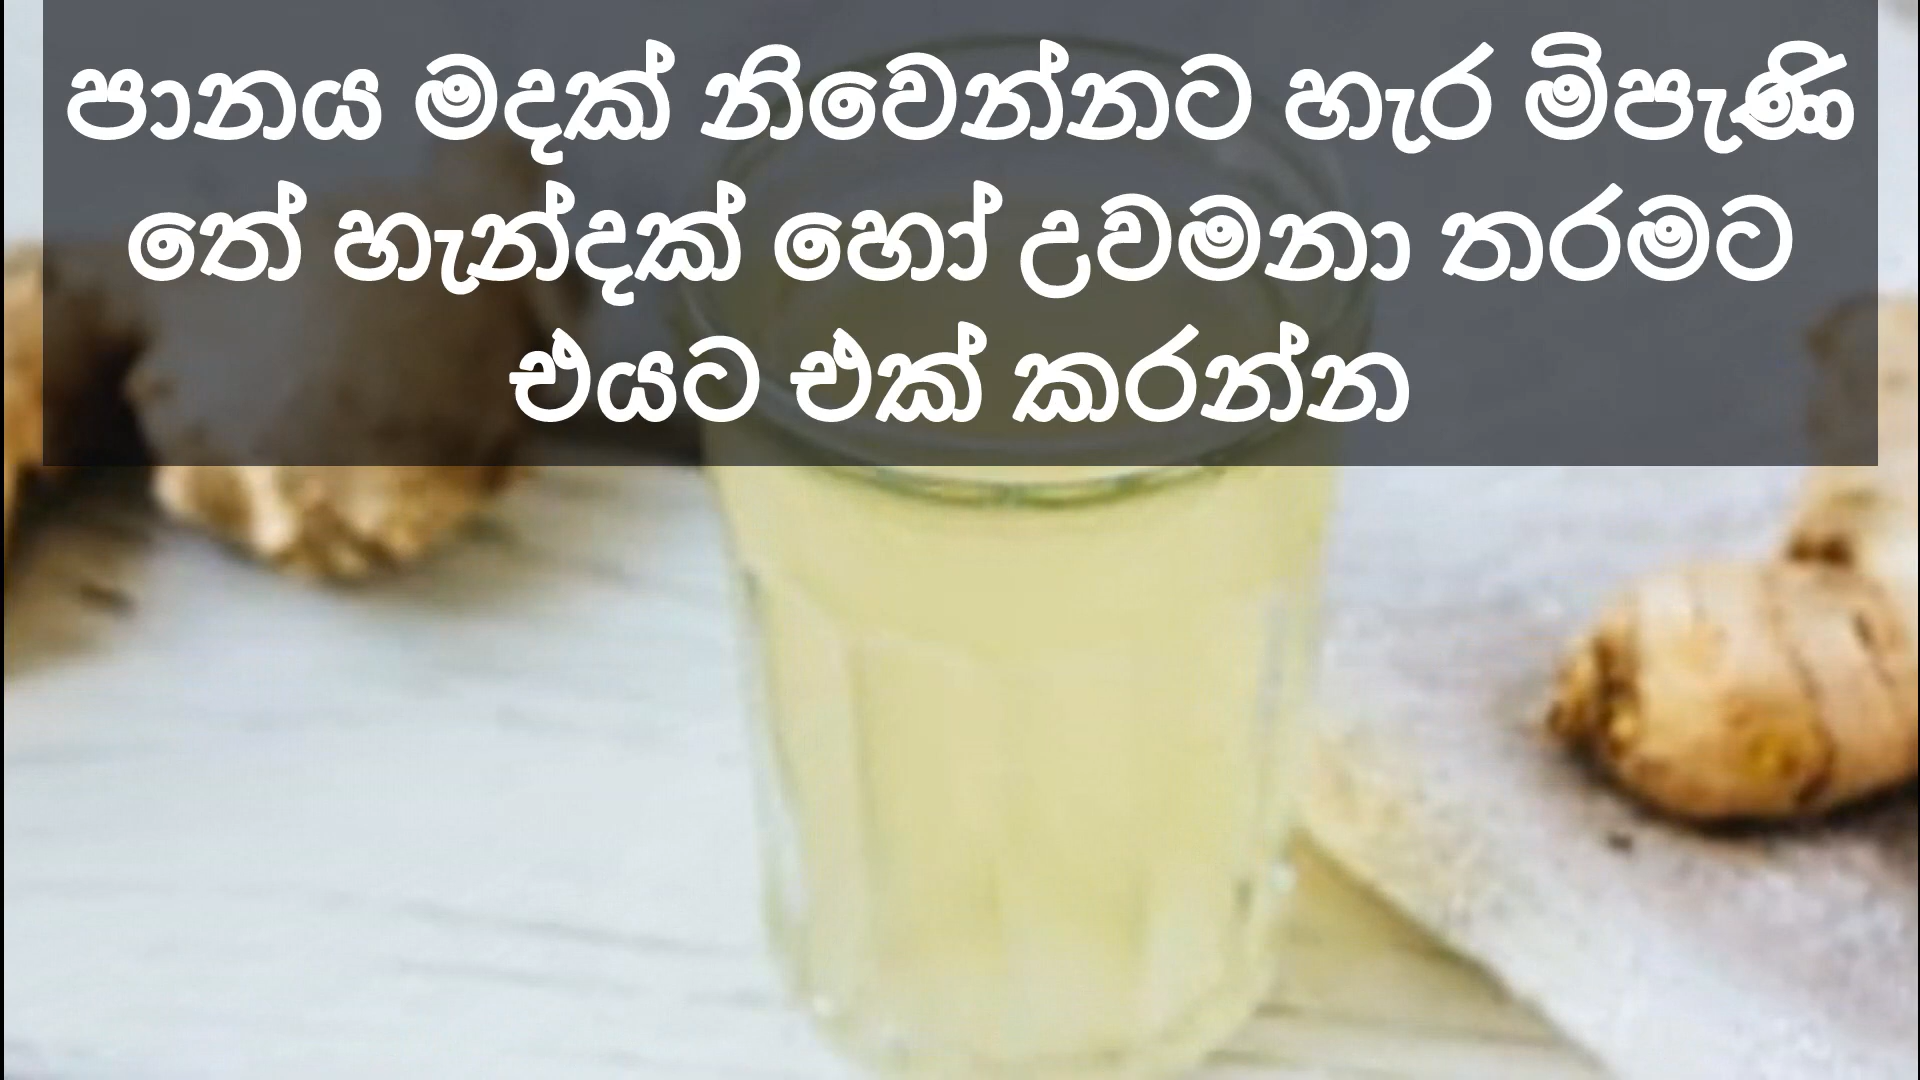 පානය මදක් නිවෙන්නට හැර මීපැණි
තේ හැන්දක් හෝ උවමනා තරමට
එයට එක් කරන්න